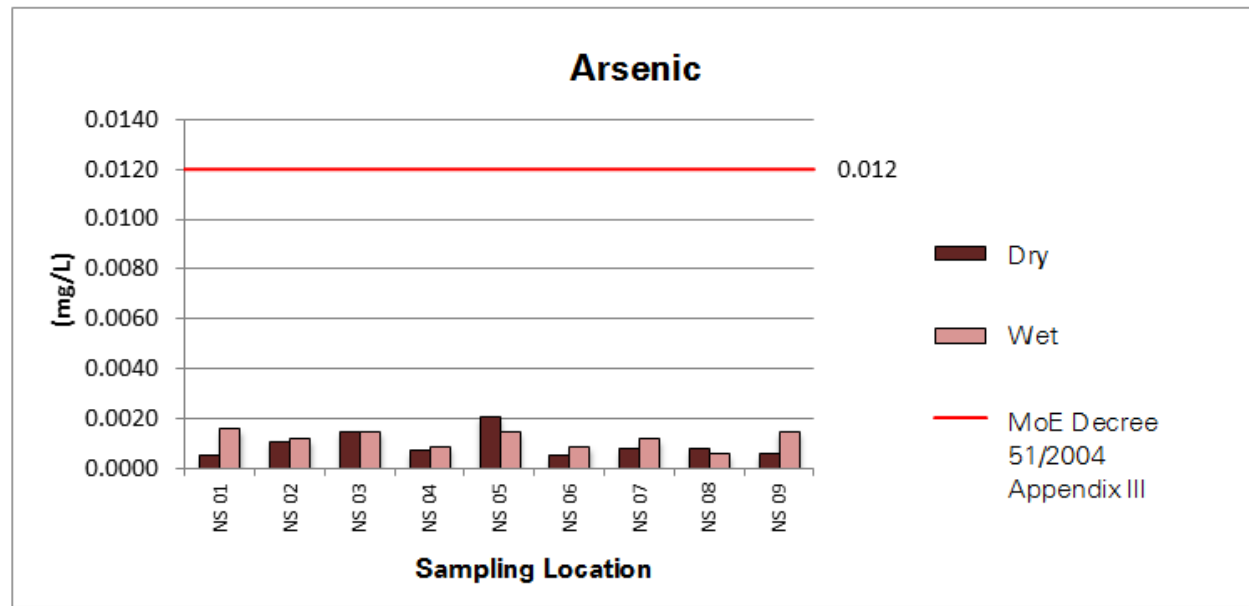 Arsenic
0.0140
0.0120
0.0100
0.0080
0.0060
0.0040
0.0020
0.0000
(mg/L)
0.012
NS 01
NS 02
NS 03
NS 04
NS 05
NS 06
NS 07
NS 08
NS 09
Sampling Location
Dry
Wet
MoE Decree
51/2004
Appendix III